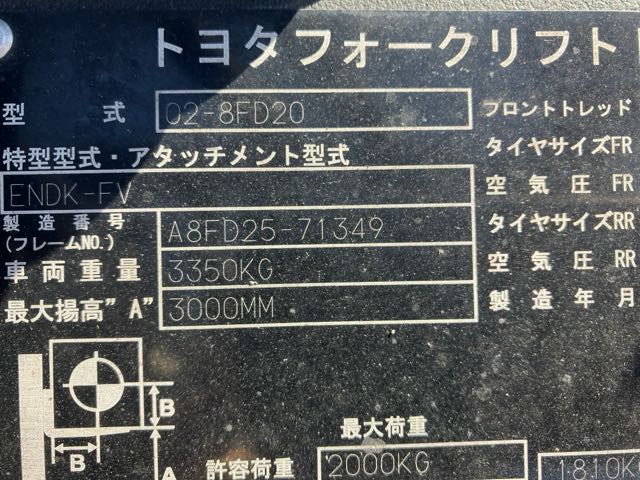 トヨタフォークリフト
型 式 02-8FD20 フロントトレッド
特型型式・アタッチメント型式 タイヤサイズFR
ENDK-FV 空気圧 FR
製造番号 (フレームNO.) A8FD25-71349 タイヤサイズRR
車両重量 3350KG 空気圧 RR
最大揚高"A" 3000MM 製造年月
B
B
A
最大荷重
許容荷重 2000KG 1810K